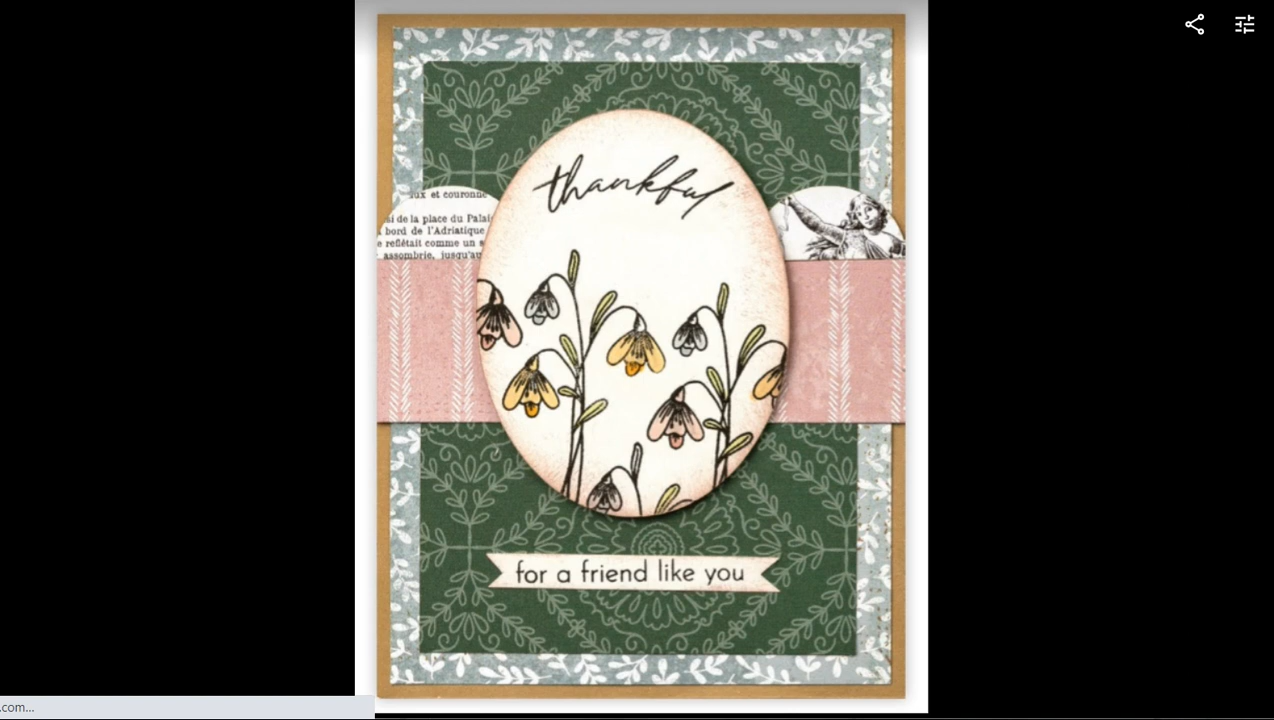 thankful
ux et couronne
si de la place du Palai
bord de l'Adriatique
e reflétait comme un s
assombrie, jusqu'au
for a friend like you
.com...